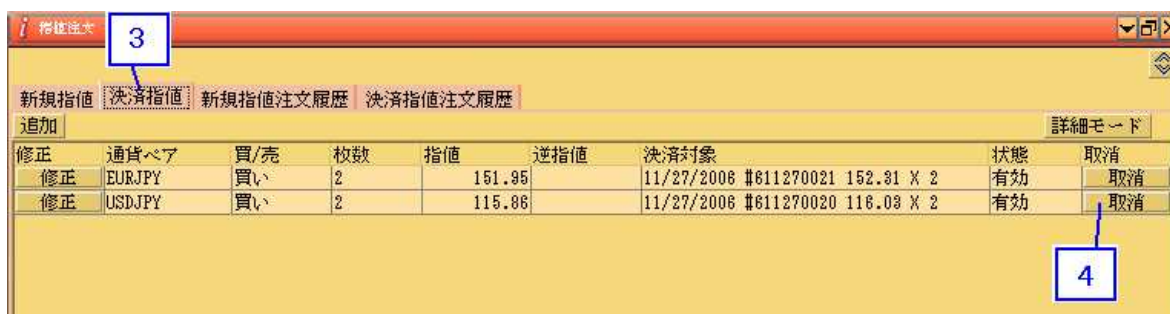 指値注文
3
新規指値 決済指値 新規指値注文履歴 決済指値注文履歴
追加 詳細モード
修正 通貨ペア 買/売 枚数 指値 逆指値 決済対象 状態 取消
修正 EURJPY 買い 2 151.95 11/27/2006 #611270021 152.31 X 2 有効 取消
修正 USDJPY 買い 2 115.86 11/27/2006 #611270020 116.03 X 2 有効 取消
4